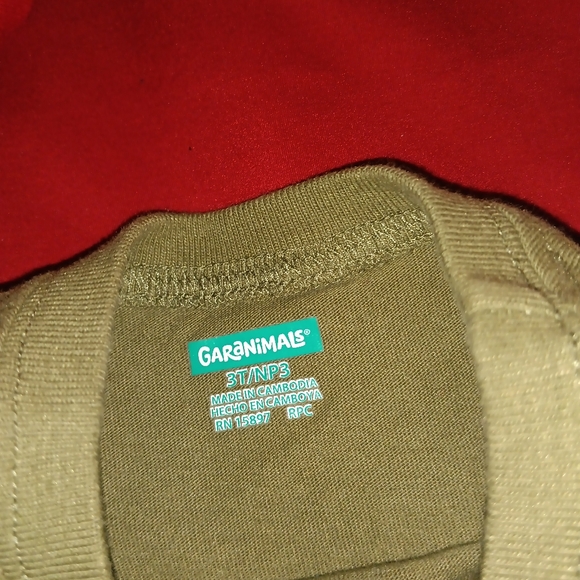 GARANIMALS®
3T/NP3
MADE IN CAMBODIA
HECHO EN CAMBOYA
RN 15897 RPC